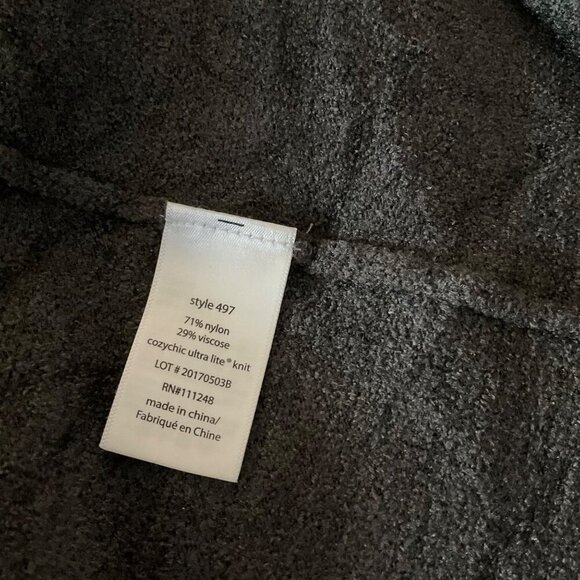 style 497
71% nylon
29% viscose
cozychic ultra lite® knit
LOT # 20170503B
RN#111248
made in china/
Fabriqué en Chine